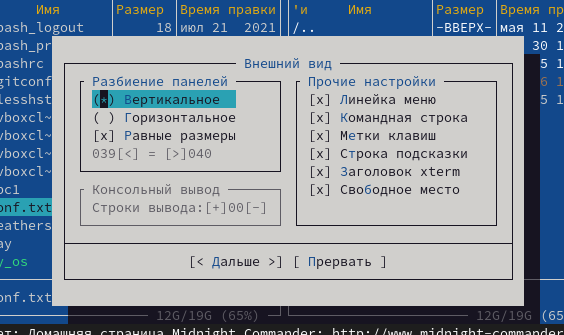 Имя Размер Время правки 'и Имя Размер Время пр
bash_logout 18 июл 21 2021 /.. -ВВЕРХ- мая 11 2
bash_pr 30 1
bashrc 5 1
gitconf 6 1
lesshst 5 1
vboxcl~
vboxcl~
vboxcl~
vboxcl~
onf.txt
eathers
ay
y_os
onf.txt
Внешний вид
Разбиение панелей
(*) Вертикальное
( ) Горизонтальное
[x] Равные размеры
039[<] = [>]040
Консольный вывод
Строки вывода:[+]00[-]
Прочие настройки
[x] Линейка меню
[x] Командная строка
[x] Метки клавиш
[x] Строка подсказки
[x] Заголовок xterm
[x] Свободное место
[< Дальше >] [ Прервать ]
12G/19G (65%) 12G/19G (65
ет: Домашняя страница Midnight Commander: http://www.midnight-commander